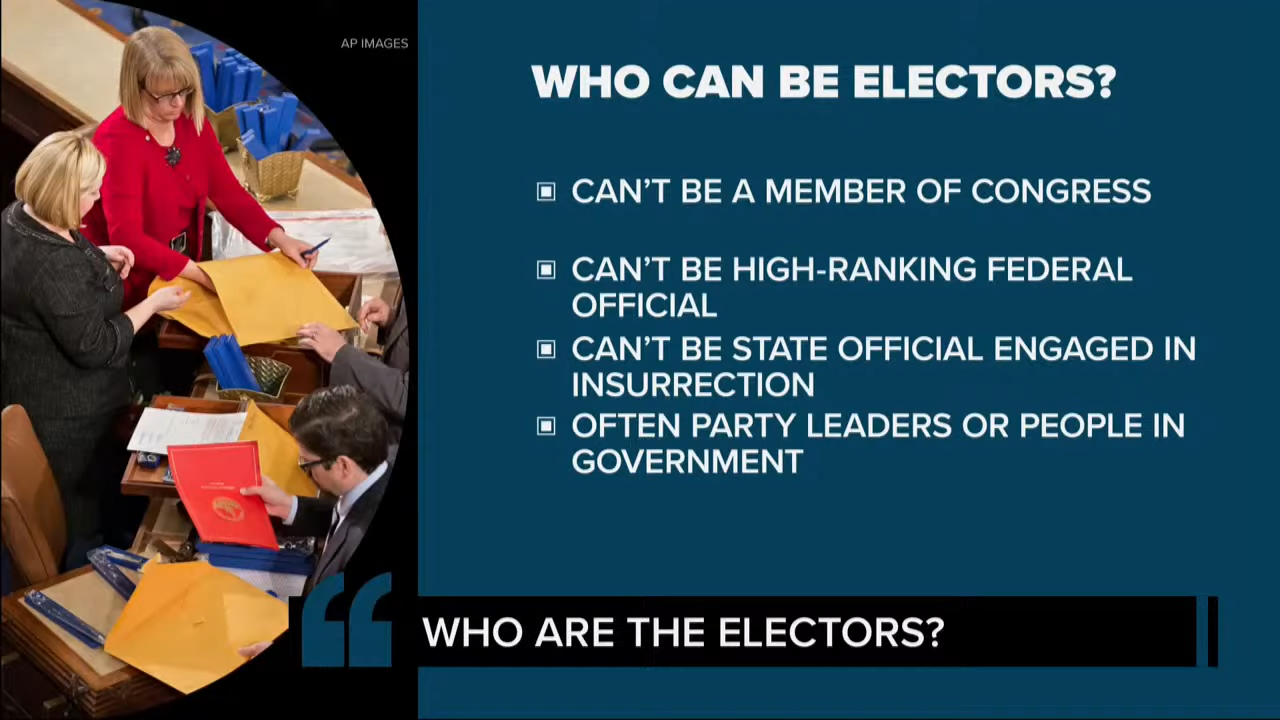 AP IMAGES
WHO CAN BE ELECTORS?
CAN'T BE A MEMBER OF CONGRESS
CAN'T BE HIGH-RANKING FEDERAL
OFFICIAL
CAN'T BE STATE OFFICIAL ENGAGED IN
INSURRECTION
OFTEN PARTY LEADERS OR PEOPLE IN
GOVERNMENT
WHO ARE THE ELECTORS?